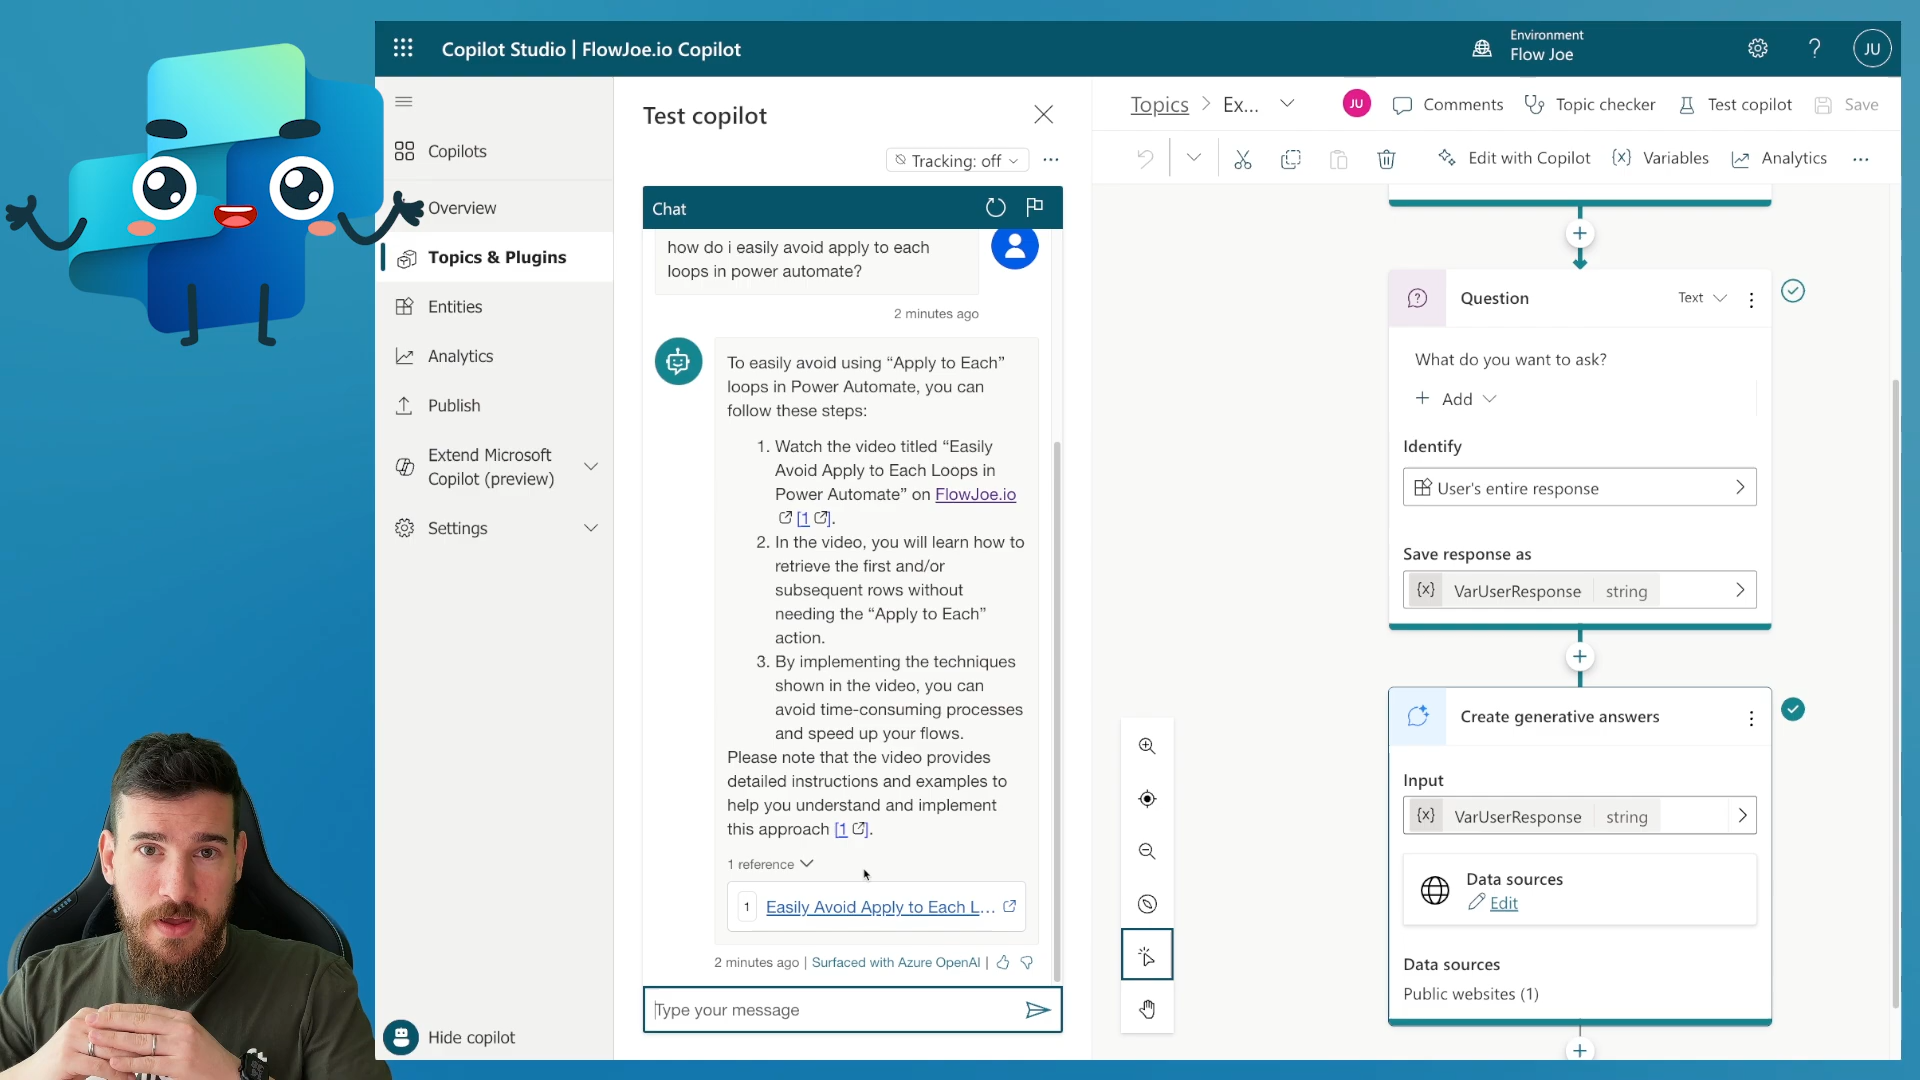 Copilot Studio | FlowJoe.io Copilot
Environment
Flow Joe
JU
Copilots
Overview
Topics & Plugins
Entities
Analytics
Publish
Extend Microsoft
Copilot (preview)
Settings
Hide copilot
Test copilot
Tracking: off
Chat
how do i easily avoid apply to each
loops in power automate?
2 minutes ago
To easily avoid using “Apply to Each”
loops in Power Automate, you can
follow these steps:
1. Watch the video titled “Easily
Avoid Apply to Each Loops in
Power Automate” on FlowJoe.io
[1].
2. In the video, you will learn how to
retrieve the first and/or
subsequent rows without
needing the “Apply to Each”
action.
3. By implementing the techniques
shown in the video, you can
avoid time-consuming processes
and speed up your flows.
Please note that the video provides
detailed instructions and examples to
help you understand and implement
this approach [1].
1 reference
1 Easily Avoid Apply to Each L...
2 minutes ago | Surfaced with Azure OpenAI |
Type your message
Topics > Ex...
JU
Comments
Topic checker
Test copilot
Save
Edit with Copilot
{x} Variables
Analytics
Question
Text
What do you want to ask?
+ Add
Identify
User's entire response
Save response as
{x} VarUserResponse string
Create generative answers
Input
{x} VarUserResponse string
Data sources
Edit
Data sources
Public websites (1)